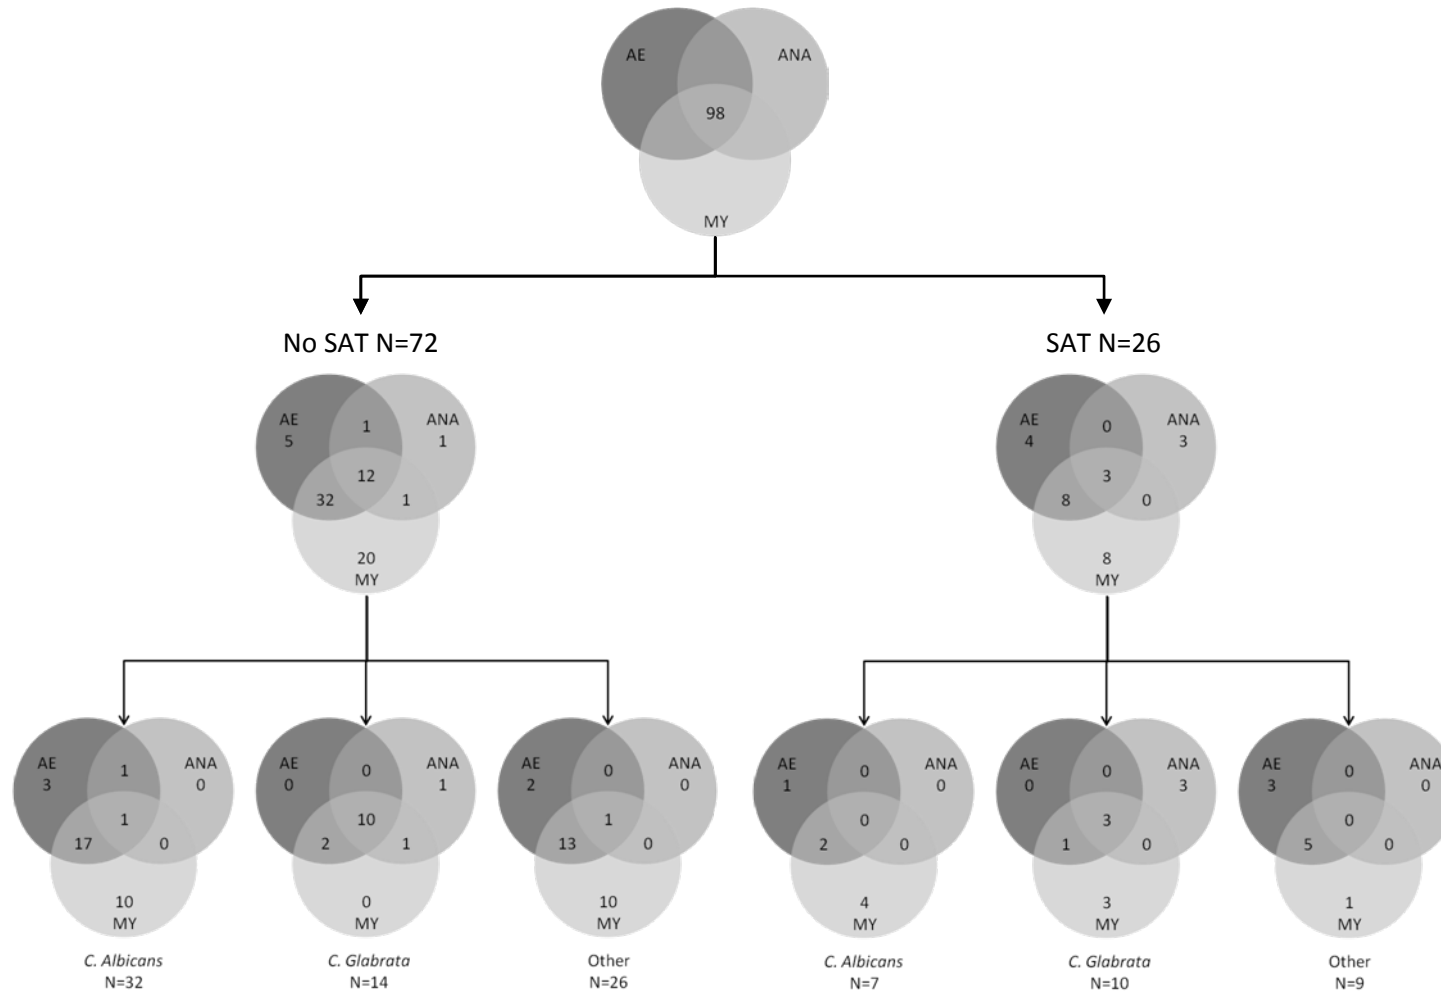 AE
ANA
98
MY
No SAT N=72
SAT N=26
AE
5
1
ANA
1
12
32
1
20
MY
AE
4
0
ANA
3
3
8
0
8
MY
AE
3
1
ANA
0
1
17
0
10
MY
C. Albicans
N=32
AE
0
0
ANA
1
10
2
1
0
MY
C. Glabrata
N=14
AE
2
0
ANA
0
1
13
0
10
MY
Other
N=26
AE
1
0
ANA
0
0
2
0
4
MY
C. Albicans
N=7
AE
0
0
ANA
3
3
1
0
3
MY
C. Glabrata
N=10
AE
3
0
ANA
0
0
5
0
1
MY
Other
N=9